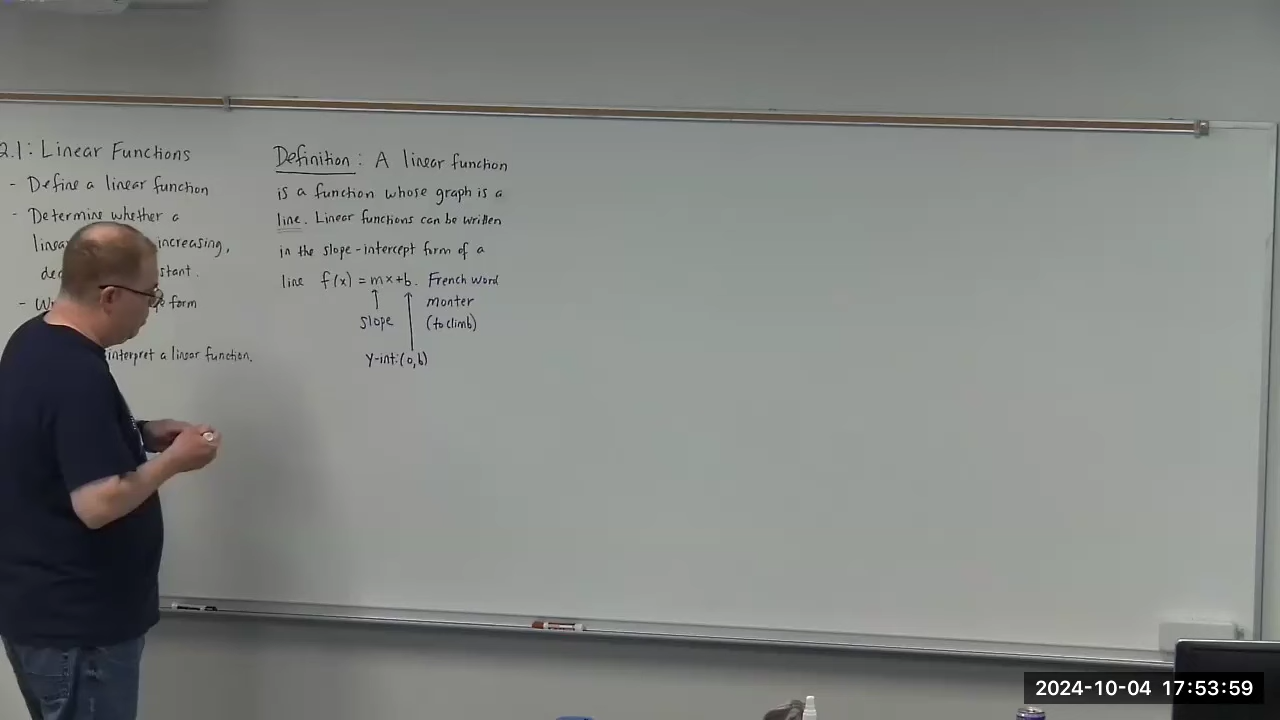 2.1: Linear Functions
- Define a linear function
- Determine whether a
increasing,
form
interpret a linear function.
Definition: A linear function
is a function whose graph is a
line. Linear functions can be written
in the slope-intercept form of a
line f(x) = mx+b. French word
monter
slope (to climb)
y-int: (0,b)
2024-10-04 17:53:59